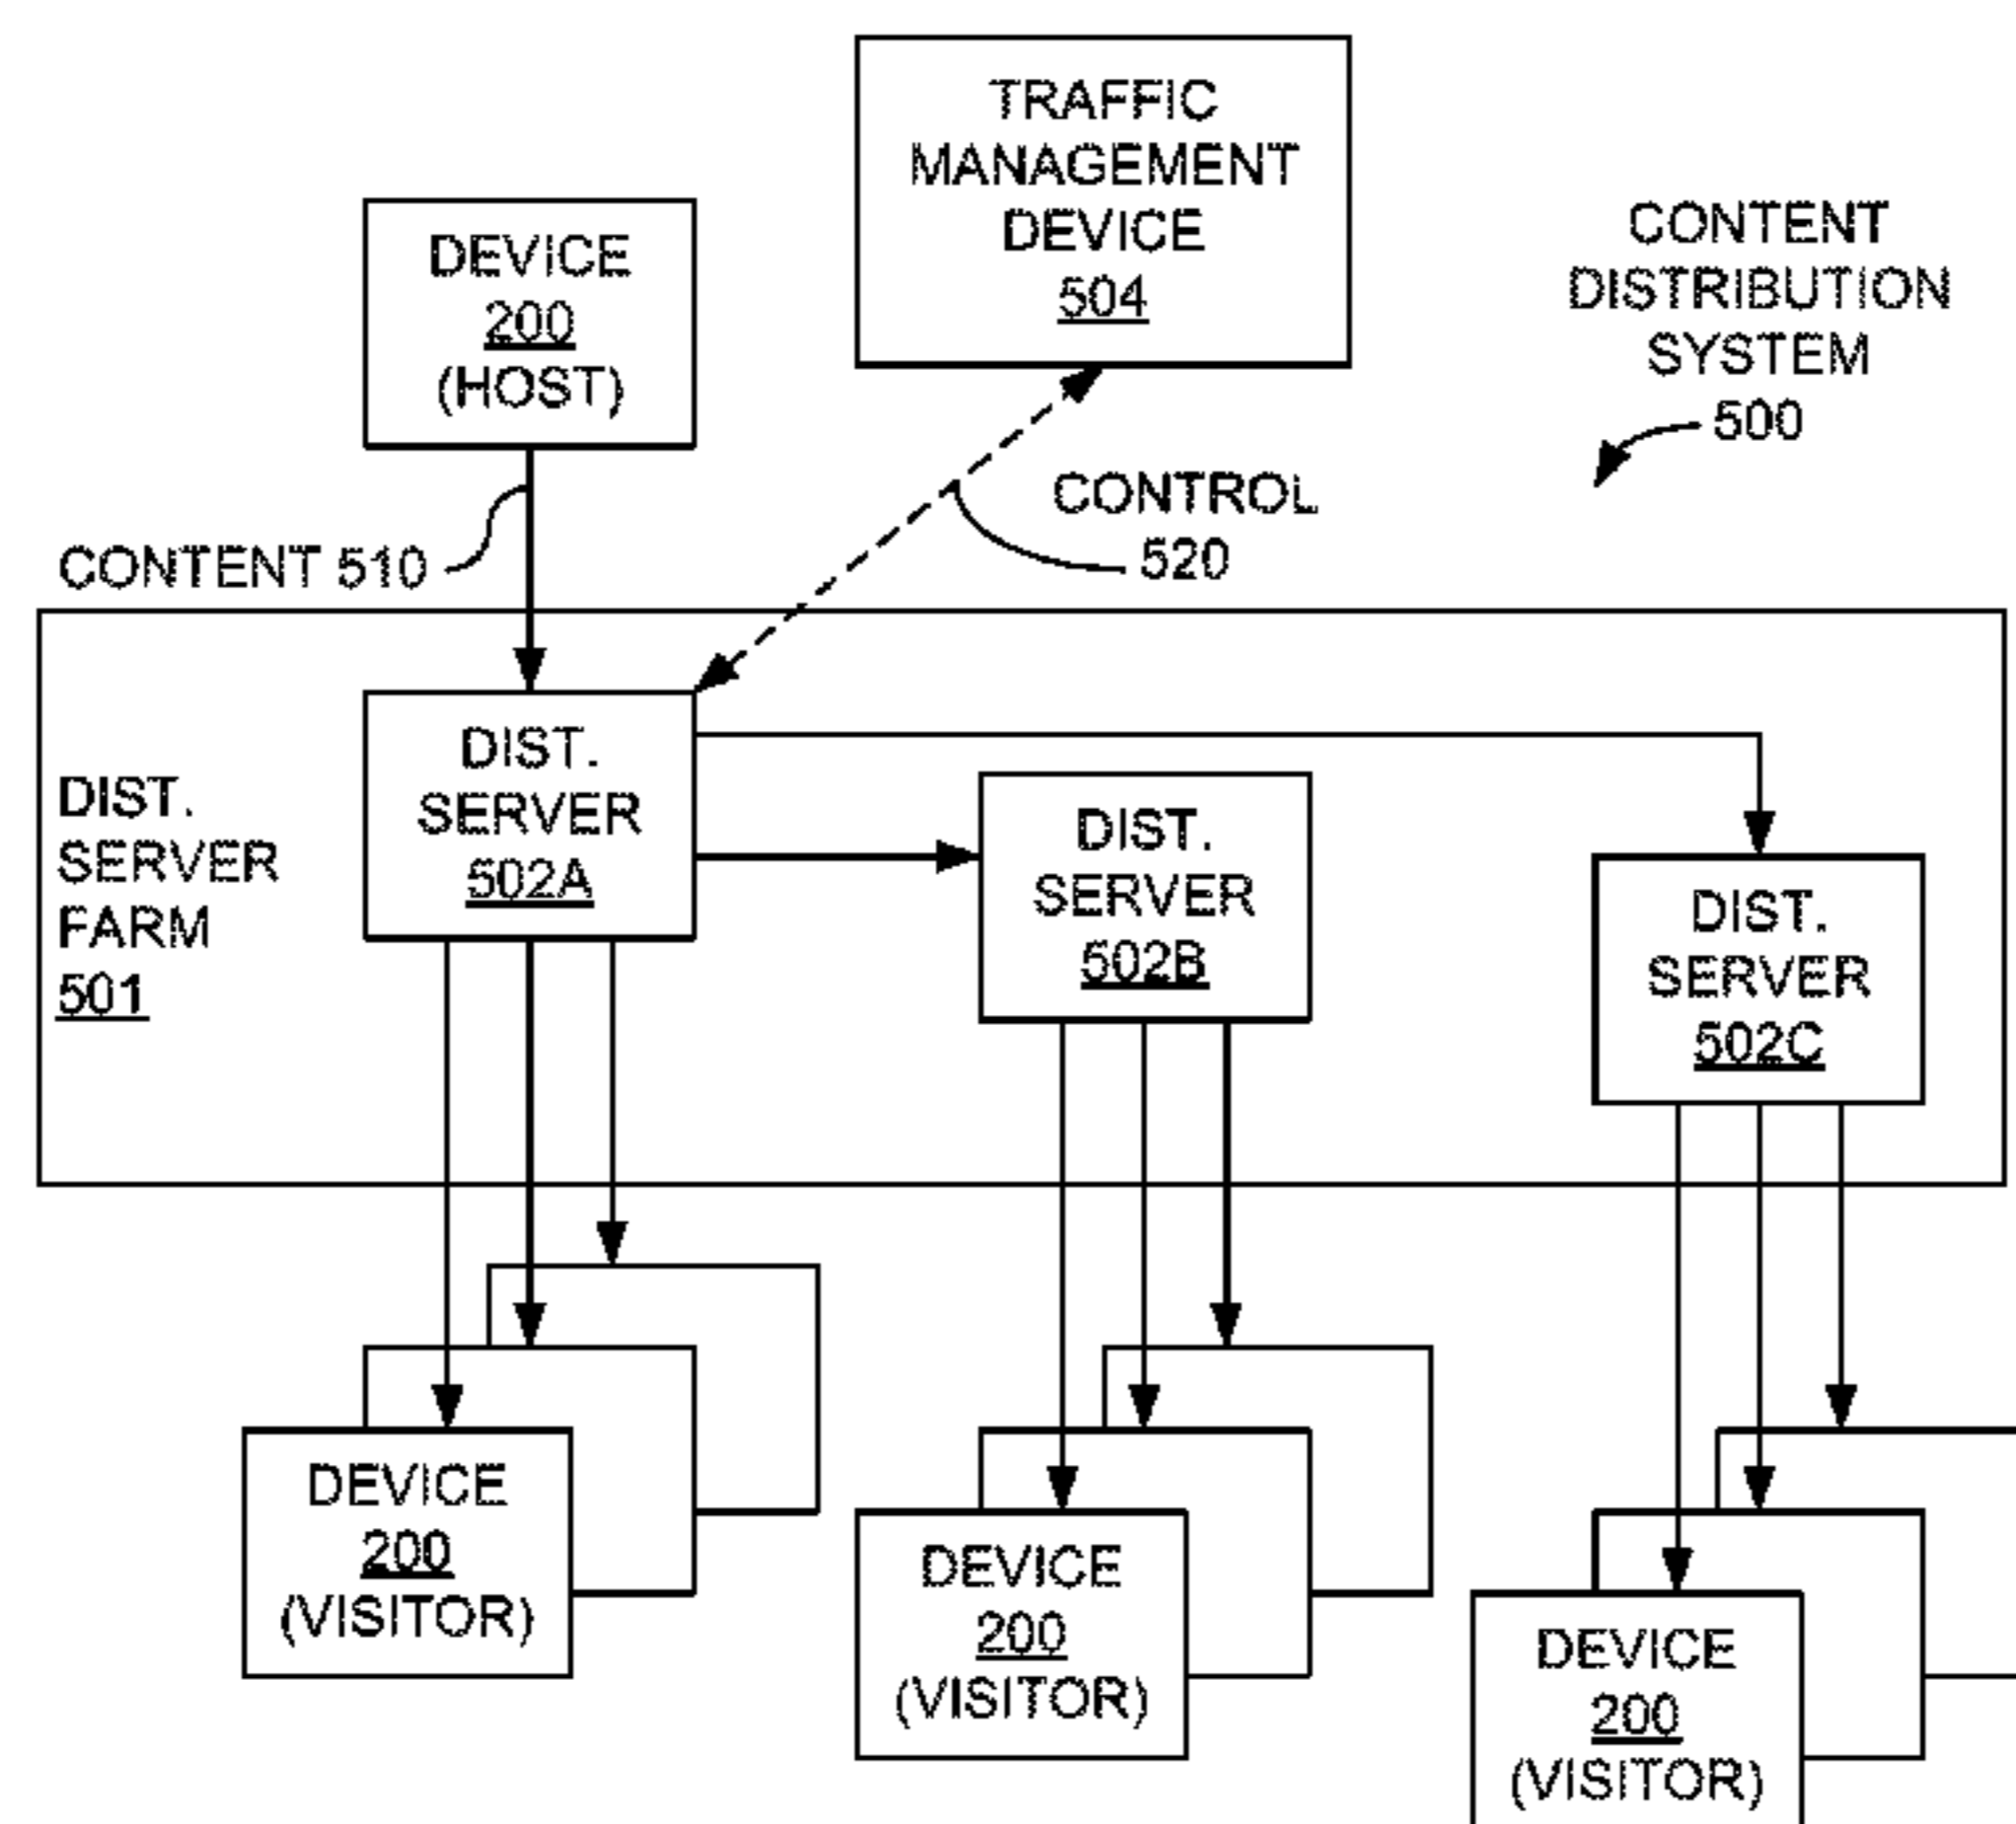 TRAFFIC
MANAGEMENT
DEVICE
504
DEVICE
200
(HOST)
CONTENT
DISTRIBUTION
SYSTEM
500
CONTROL
520
CONTENT 510
DIST.
SERVER
FARM
501
DIST.
SERVER
502A
DIST.
SERVER
502B
DIST.
SERVER
502C
DEVICE
200
(VISITOR)
DEVICE
200
(VISITOR)
DEVICE
200
(VISITOR)